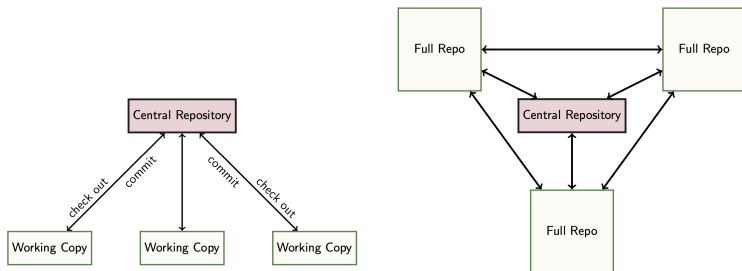 Central Repository
check out
commit
commit
check out
Working Copy
Working Copy
Working Copy
Full Repo
Full Repo
Central Repository
Full Repo